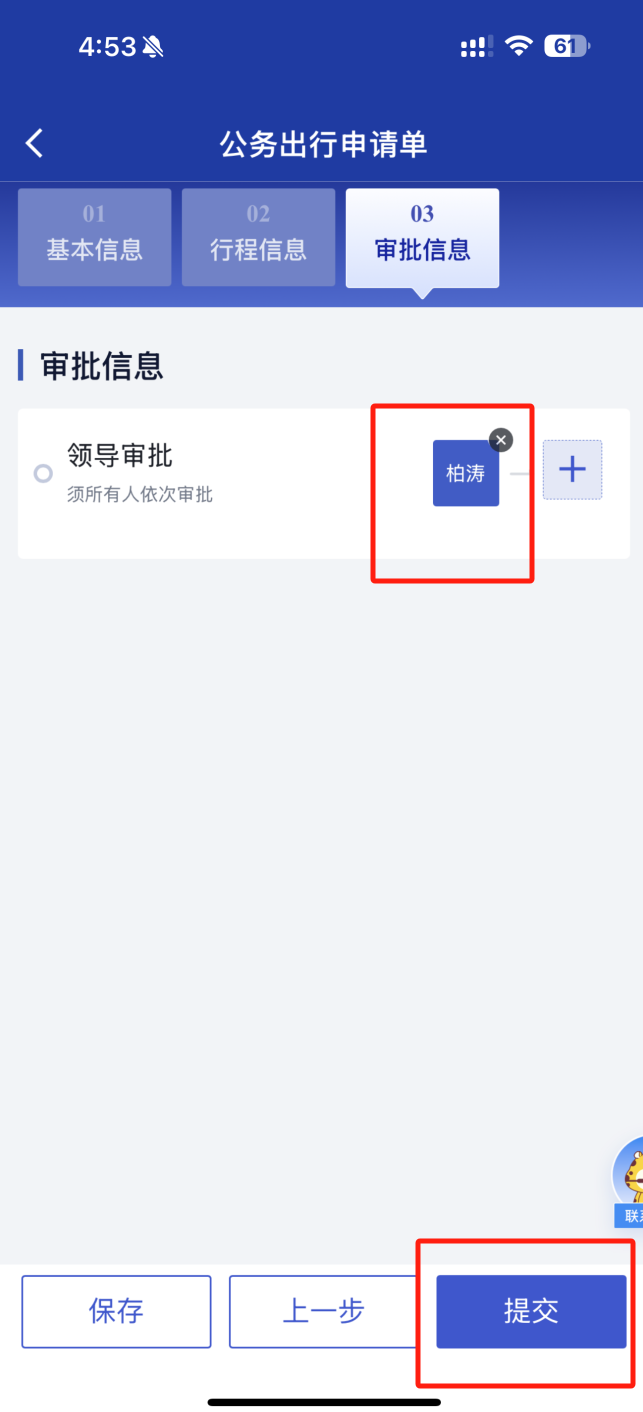 4:53
61
公务出行申请单
01
基本信息
02
行程信息
03
审批信息
审批信息
领导审批
须所有人依次审批
柏涛
保存
上一步
提交